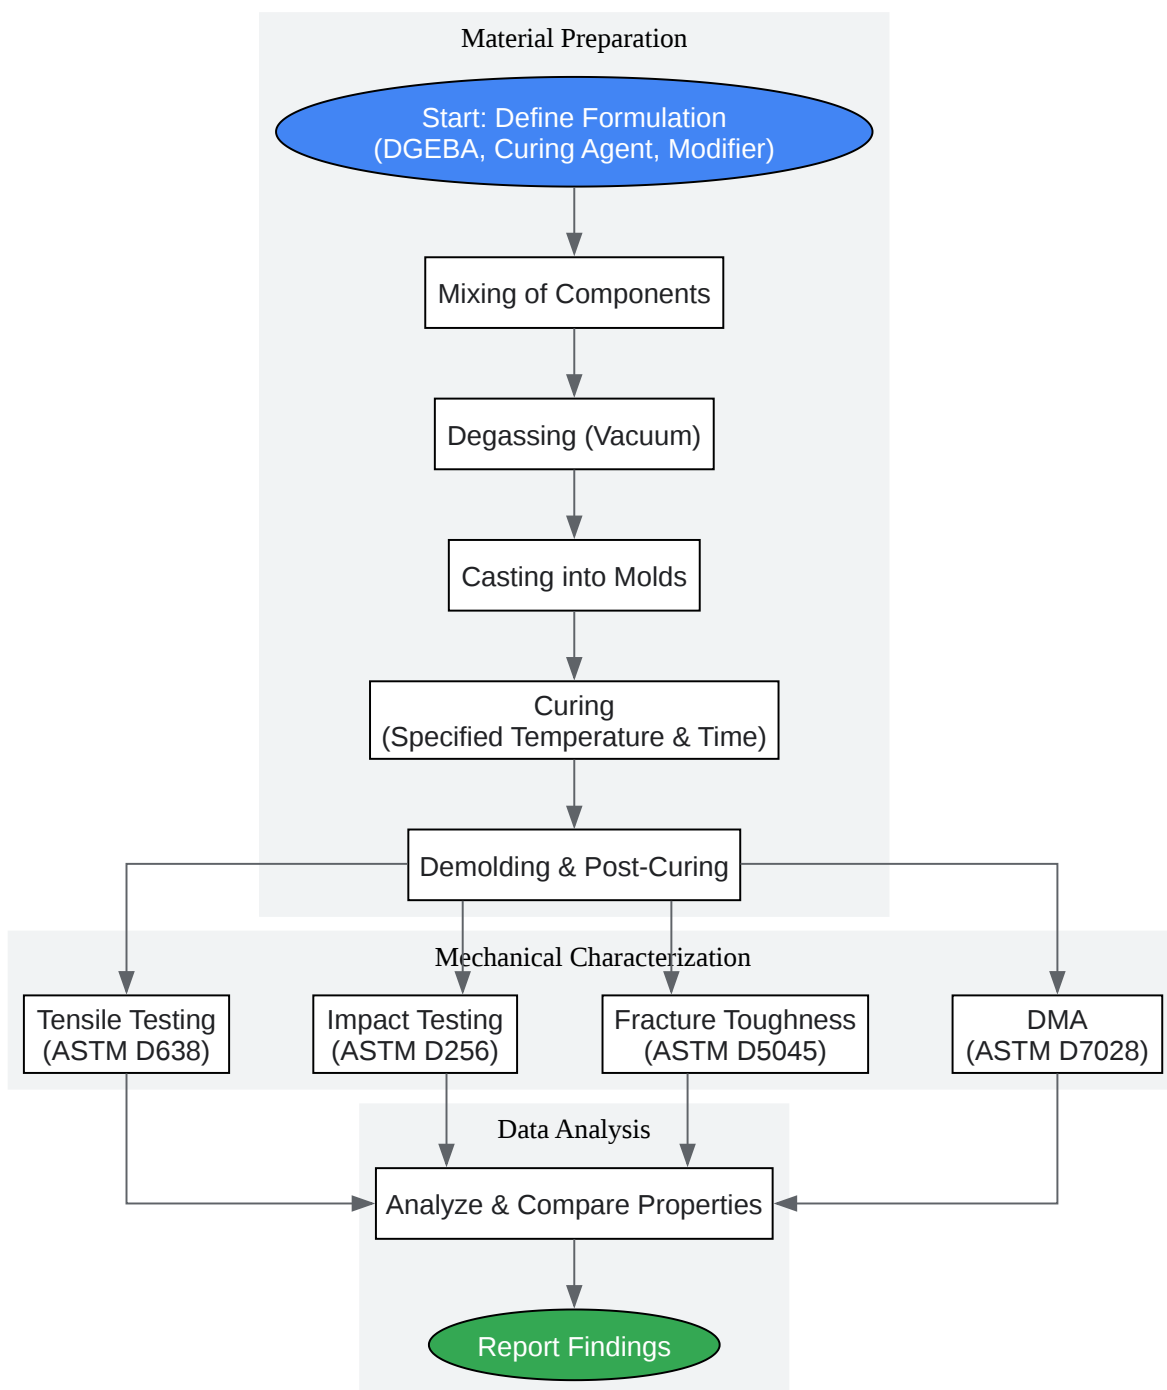 Material Preparation
Start: Define Formulation
(DGEBA, Curing Agent, Modifier)
Mixing of Components
Degassing (Vacuum)
Casting into Molds
Curing
(Specified Temperature & Time)
Demolding & Post-Curing
Mechanical Characterization
Tensile Testing
(ASTM D638)
Impact Testing
(ASTM D256)
Fracture Toughness
(ASTM D5045)
DMA
(ASTM D7028)
Data Analysis
Analyze & Compare Properties
Report Findings